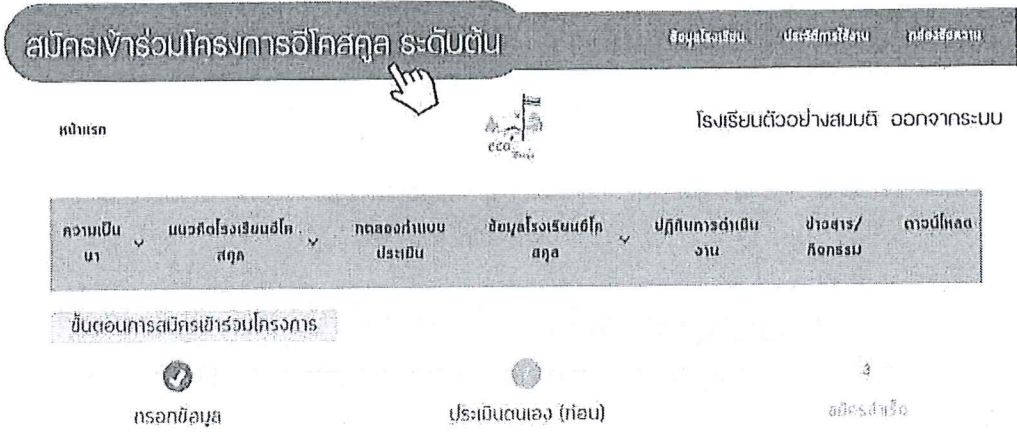 สมัครเข้าร่วมโครงการอีโคสคูล ระดับต้น
ข้อมูลโรงเรียน ประวัติการใช้งาน กล่องข้อความ
หน้าแรก
eco
โรงเรียนตัวอย่างสมมติ ออกจากระบบ
ความเป็นมา
แนวคิดโรงเรียนอีโคสคูล
ทดลองทำแบบประเมิน
ข้อมูลโรงเรียนอีโคสคูล
ปฏิทินการดำเนินงาน
ข่าวสาร/กิจกรรม
ดาวน์โหลด
ขั้นตอนการสมัครเข้าร่วมโครงการ
3
กรอกข้อมูล
ประเมินตนเอง (ก่อน)
สมัครสำเร็จ